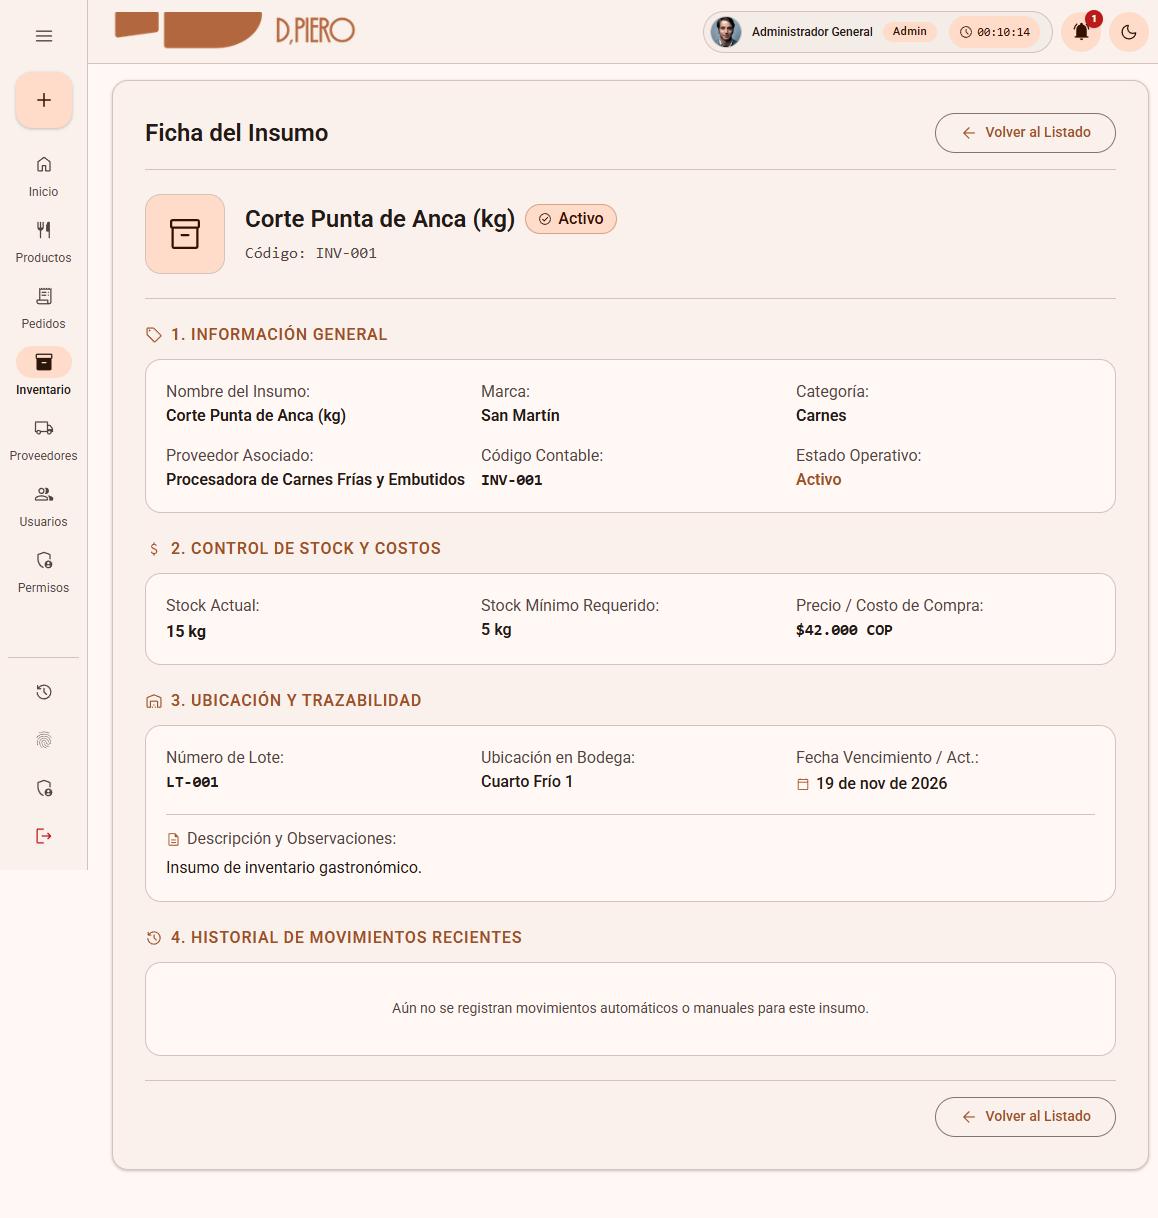 D,PIERO
Administrador General
Admin
00:10:14
1
Inicio
Productos
Pedidos
Inventario
Proveedores
Usuarios
Permisos
Ficha del Insumo
Volver al Listado
Corte Punta de Anca (kg)
Activo
Código: INV-001
1. INFORMACIÓN GENERAL
Nombre del Insumo:
Corte Punta de Anca (kg)
Marca:
San Martín
Categoría:
Carnes
Proveedor Asociado:
Procesadora de Carnes Frías y Embutidos
Código Contable:
INV-001
Estado Operativo:
Activo
2. CONTROL DE STOCK Y COSTOS
Stock Actual:
15 kg
Stock Mínimo Requerido:
5 kg
Precio / Costo de Compra:
$42.000 COP
3. UBICACIÓN Y TRAZABILIDAD
Número de Lote:
LT-001
Ubicación en Bodega:
Cuarto Frío 1
Fecha Vencimiento / Act.:
19 de nov de 2026
Descripción y Observaciones:
Insumo de inventario gastronómico.
4. HISTORIAL DE MOVIMIENTOS RECIENTES
Aún no se registran movimientos automáticos o manuales para este insumo.
Volver al Listado